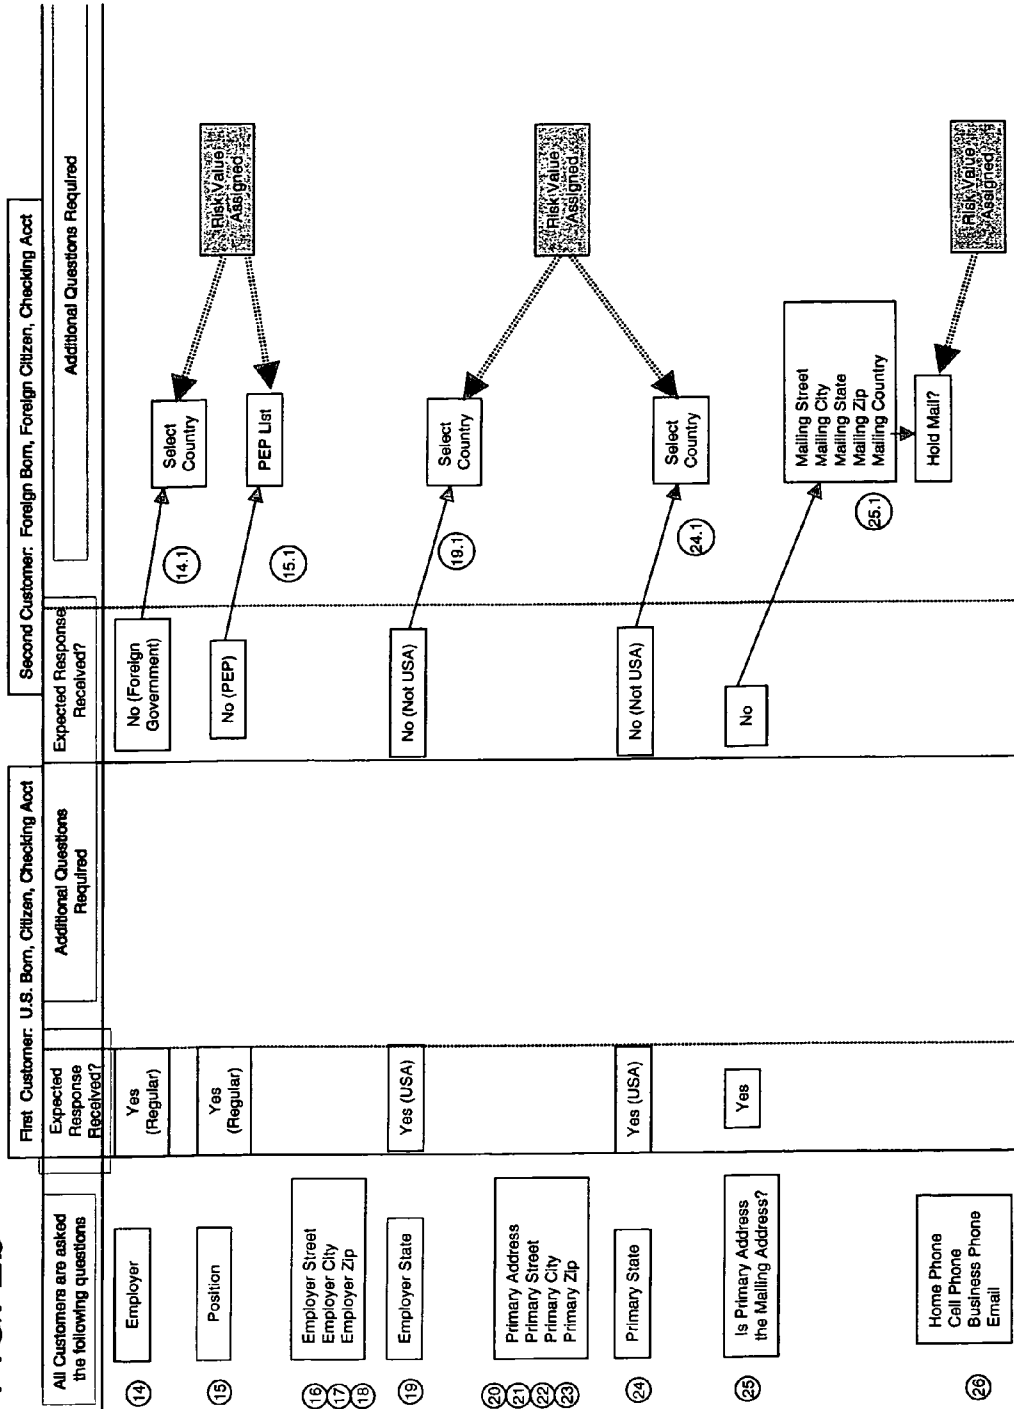 First Customer: U.S. Born, Citizen, Checking Acct
Second Customer: Foreign Born, Foreign Citizen, Checking Acct
All Customers are asked
the following questions
Expected
Response
Received?
Additional Questions
Required
Expected Response
Received?
Additional Questions Required
14
Employer
Yes
(Regular)
No (Foreign
Government)
14.1
Select
Country
Risk Value
Assigned
15
Position
Yes
(Regular)
No (PEP)
15.1
PEP List
16
17
18
Employer Street
Employer City
Employer Zip
19
Employer State
Yes (USA)
No (Not USA)
19.1
Select
Country
Risk Value
Assigned
20
21
22
23
Primary Address
Primary Street
Primary City
Primary Zip
24
Primary State
Yes (USA)
No (Not USA)
24.1
Select
Country
25
Is Primary Address
the Mailing Address?
Yes
No
25.1
Mailing Street
Mailing City
Mailing State
Mailing Zip
Mailing Country
Hold Mail?
Risk Value
Assigned
26
Home Phone
Cell Phone
Business Phone
Email